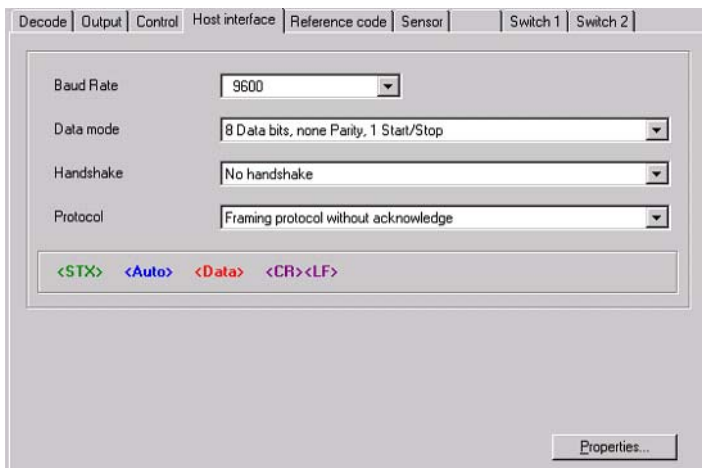 Decode Output Control Host interface Reference code Sensor Switch 1 Switch 2
Baud Rate 9600
Data mode 8 Data bits, none Parity, 1 Start/Stop
Handshake No handshake
Protocol Framing protocol without acknowledge
<STX> <Auto> <Data> <CR><LF>
Properties...